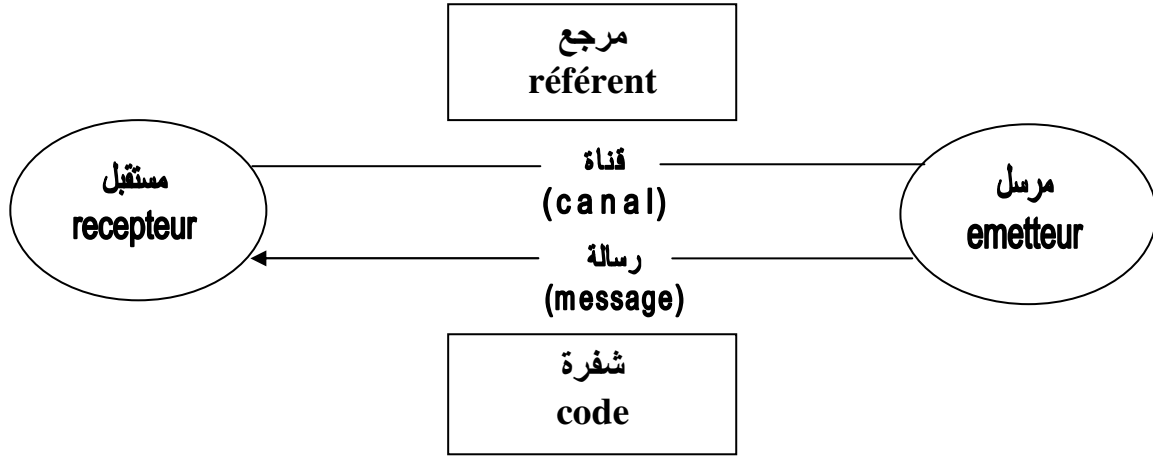 مرجع
référent
قناة
(canal)
مرسل
emetteur
مستقبل
recepteur
رسالة
(message)
شفرة
code